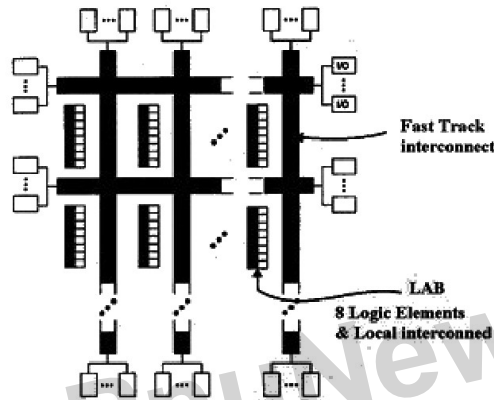 I/O
I/O
Fast Track
interconnect
LAB
8 Logic Elements
& Local interconned